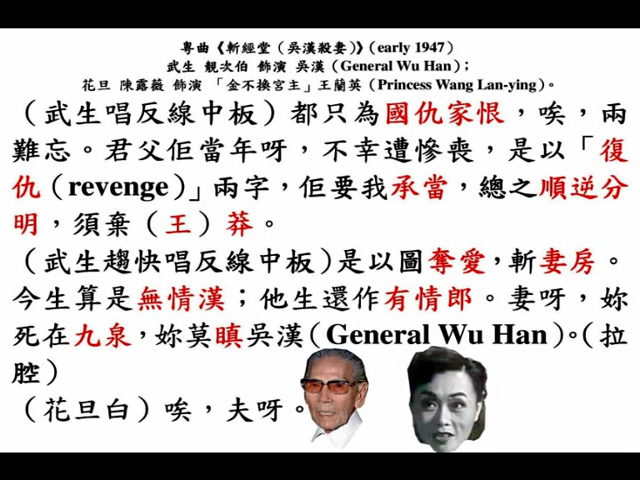 粵曲《斬經堂（吳漢殺妻）》（early 1947）
武生 靚次伯 飾演 吳漢（General Wu Han）；
花旦 陳露薇 飾演 「金不換宮主」王蘭英（Princess Wang Lan-ying）。
（武生唱反線中板）都只為國仇家恨，唉，兩
難忘。君父佢當年呀，不幸遭慘喪，是以「復
仇（revenge）」兩字，佢要我承當，總之順逆分
明，須棄（王）莽。
（武生趨快唱反線中板）是以圖奪愛，斬妻房。
今生算是無情漢；他生還作有情郎。妻呀，妳
死在九泉，妳莫瞋吳漢（General Wu Han）。（拉
腔）
（花旦白）唉，夫呀。